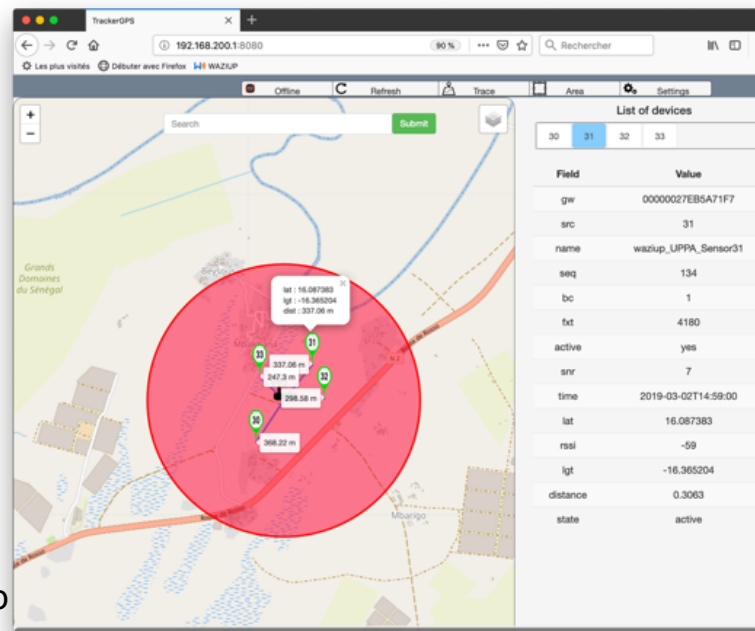 TrackerGPS
192.168.200.1:8080
90 %
Rechercher
Les plus visités Débuter avec Firefox WAZIUP
Offline Refresh Trace Area Settings
+
−
Search Submit
List of devices
30 31 32 33
Field Value
gw 00000027EB5A71F7
src 31
name waziup_UPPA_Sensor31
seq 134
bc 1
fxt 4180
active yes
snr 7
time 2019-03-02T14:59:00
lat 16.087383
rssi -59
lgt -16.365204
distance 0.3063
state active
Grands
Domaines
du Sénégal
lat : 16.087383
lgt : -16.365204
dist : 337.06 m
31
33
337.06 m
247.3 m
32
298.58 m
30
368.22 m
N 2
Mbarigo